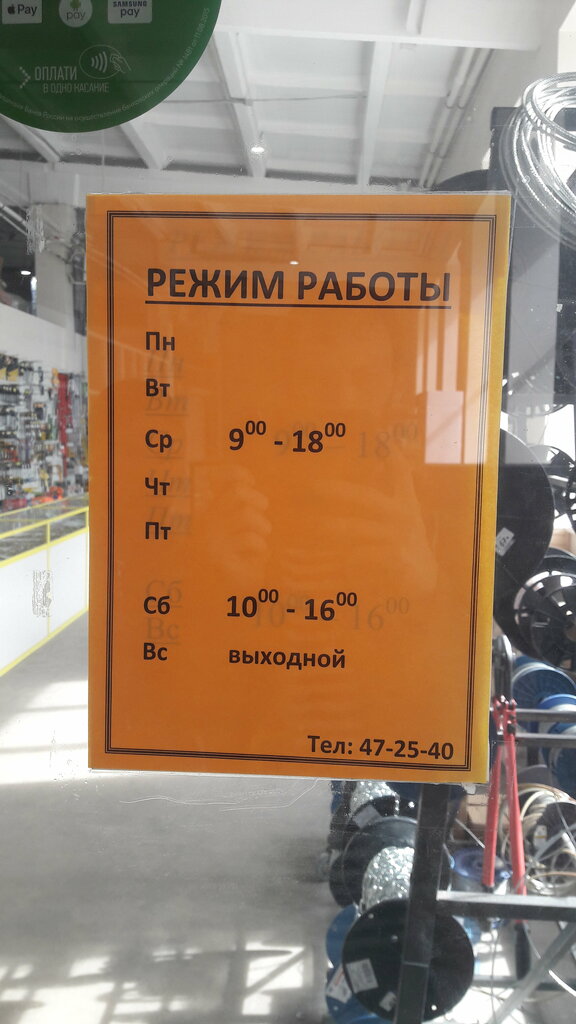 Pay
pay
SAMSUNG
pay
ОПЛАТИ
В ОДНО КАСАНИЕ
РЕЖИМ РАБОТЫ
Пн
Вт
Ср 9⁰⁰ - 18⁰⁰
Чт
Пт
Сб 10⁰⁰ - 16⁰⁰
Вс выходной
Тел: 47-25-40